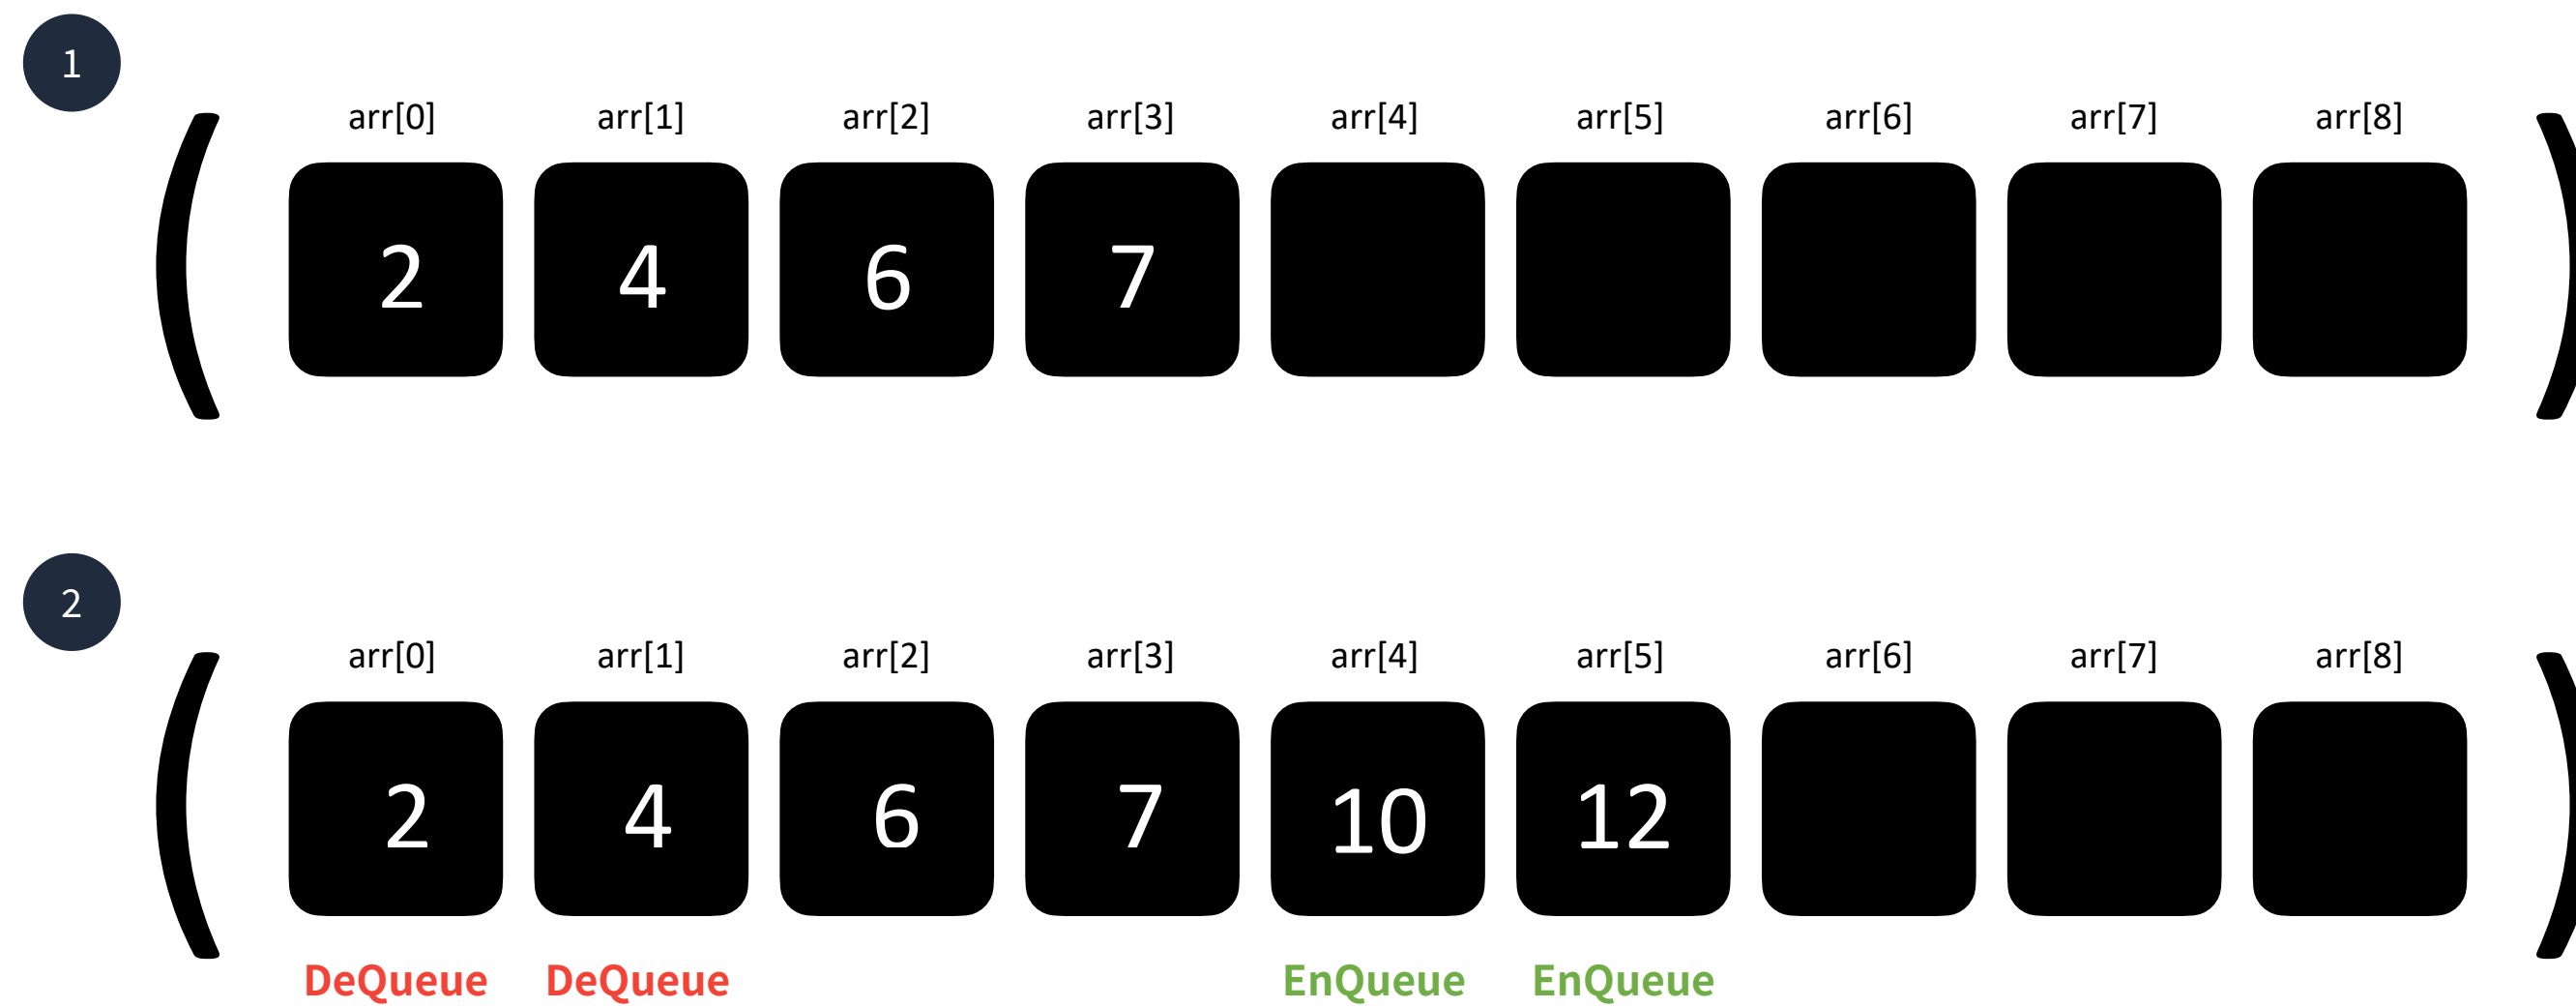 1
arr[0] arr[1] arr[2] arr[3] arr[4] arr[5] arr[6] arr[7] arr[8]
2 4 6 7
2
arr[0] arr[1] arr[2] arr[3] arr[4] arr[5] arr[6] arr[7] arr[8]
2 4 6 7 10 12
DeQueue DeQueue EnQueue EnQueue